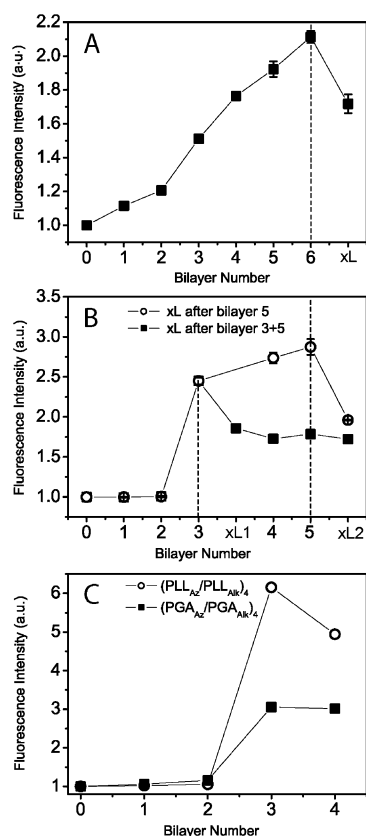 A
Fluorescence Intensity (a·u·)
2.2
2.0
1.8
1.6
1.4
1.2
1.0
0 1 2 3 4 5 6 xL
Bilayer Number
B
xL after bilayer 5
xL after bilayer 3+5
Fluorescence Intensity (a.u.)
3.5
3.0
2.5
2.0
1.5
1.0
0 1 2 3 xL1 4 5 xL2
Bilayer Number
C
(PLLAz/PLLAlk)4
(PGAAz/PGAAlk)4
Fluorescence Intensity (a.u.)
6
5
4
3
2
1
0 1 2 3 4
Bilayer Number